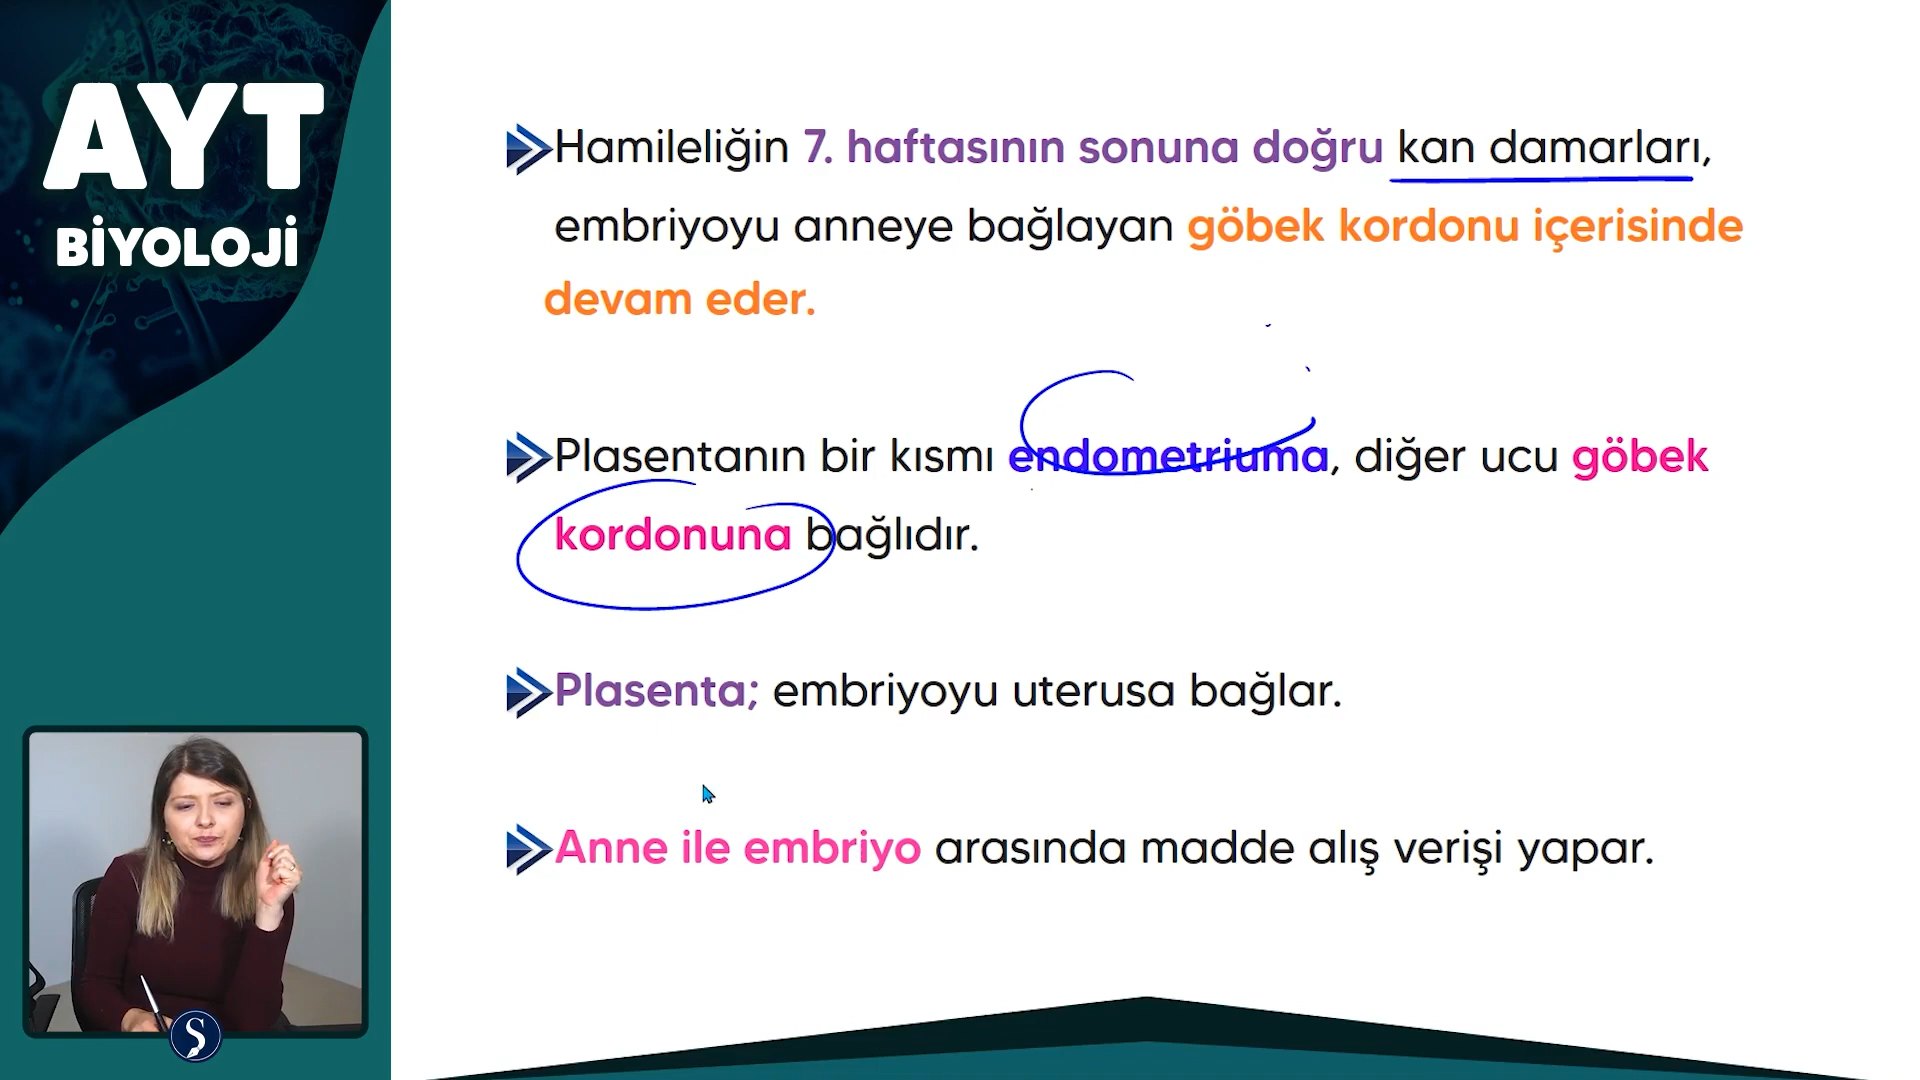 AYT
BİYOLOJİ
Hamileliğin 7. haftasının sonuna doğru kan damarları,
embriyoyu anneye bağlayan göbek kordonu içerisinde
devam eder.
Plasentanın bir kısmı endometriuma, diğer ucu göbek
kordonuna bağlıdır.
Plasenta; embriyoyu uterusa bağlar.
Anne ile embriyo arasında madde alış verişi yapar.
Ş